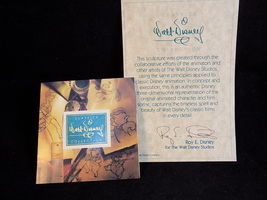 Walt Disney
This sculpture was created through the
collaborative efforts of the animators and
other artists of The Walt Disney Studios,
using the same principles applied to
classic Disney animation. In concept and
execution, this is an authentic Disney
three-dimensional representation of the
original animated character and film
scene, capturing the timeless spell and
beauty of Walt Disney's classic films
in every detail.
Roy E. Disney
for The Walt Disney Studios
CLASSICS
Walt Disney
COLLECTION